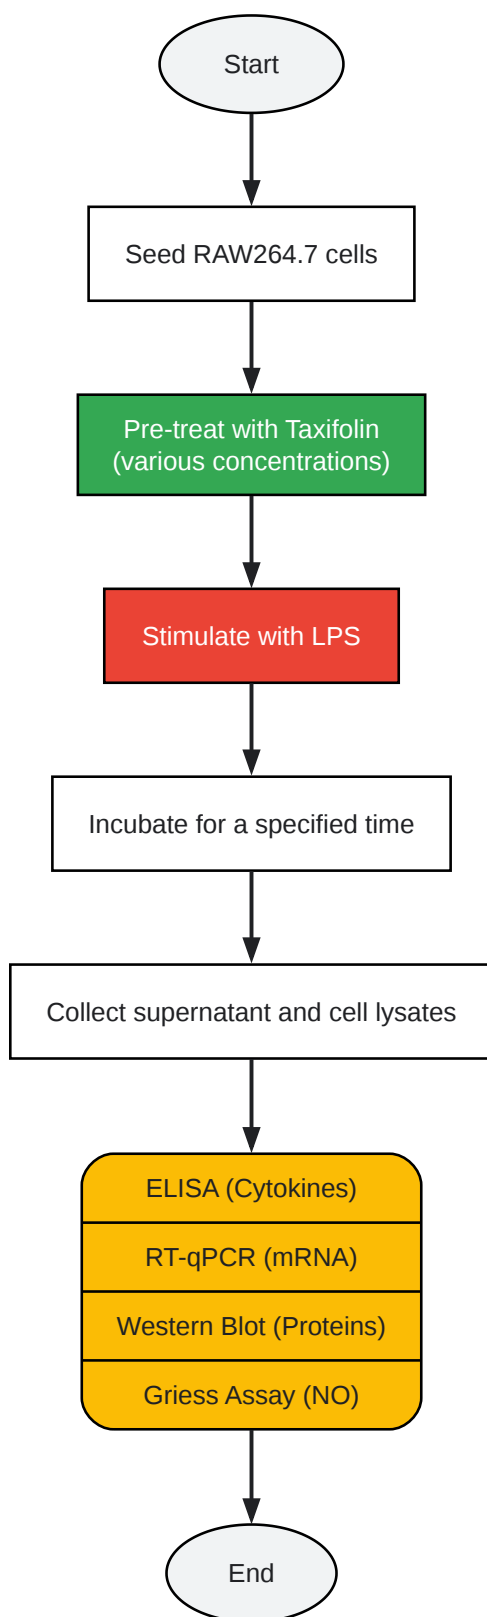 Start
Seed RAW264.7 cells
Pre-treat with Taxifolin
(various concentrations)
Stimulate with LPS
Incubate for a specified time
Collect supernatant and cell lysates
ELISA (Cytokines)
RT-qPCR (mRNA)
Western Blot (Proteins)
Griess Assay (NO)
End